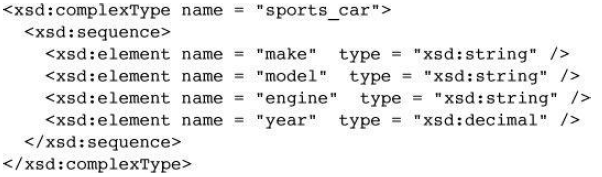 <xsd:complexType name = "sports_car">
  <xsd:sequence>
    <xsd:element name = "make"  type = "xsd:string" />
    <xsd:element name = "model"  type = "xsd:string" />
    <xsd:element name = "engine"  type = "xsd:string" />
    <xsd:element name = "year"  type = "xsd:decimal" />
  </xsd:sequence>
</xsd:complexType>